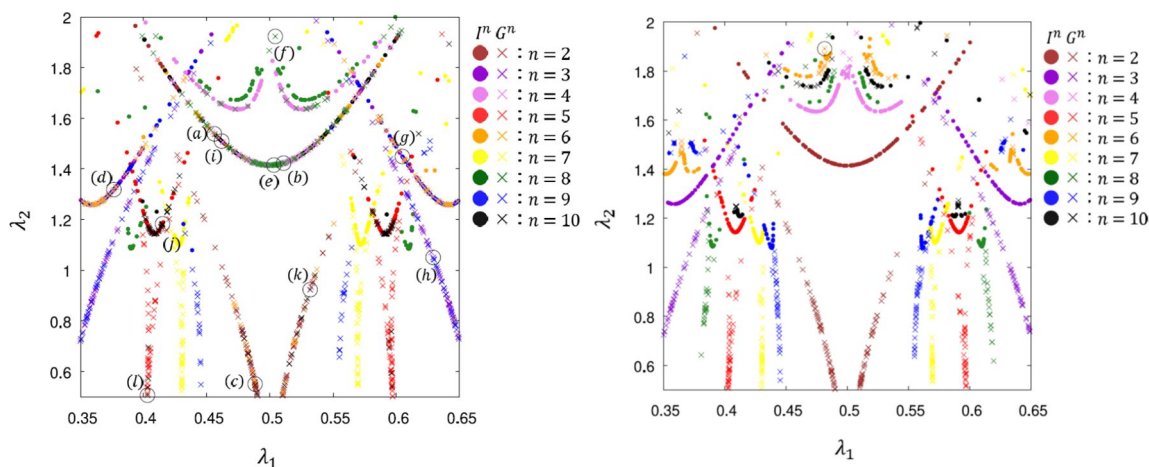 2
1.8
1.6
1.4
1.2
1
0.8
0.6
λ₂
0.35
0.4
0.45
0.5
0.55
0.6
0.65
λ₁
(a)
(i)
(e)
(b)
(f)
(g)
(d)
(j)
(h)
(k)
(c)
(l)
Iⁿ Gⁿ
: n = 2
: n = 3
: n = 4
: n = 5
: n = 6
: n = 7
: n = 8
: n = 9
: n = 10
2
1.8
1.6
1.4
1.2
1
0.8
0.6
λ₂
0.35
0.4
0.45
0.5
0.55
0.6
0.65
λ₁
Iⁿ Gⁿ
: n = 2
: n = 3
: n = 4
: n = 5
: n = 6
: n = 7
: n = 8
: n = 9
: n = 10